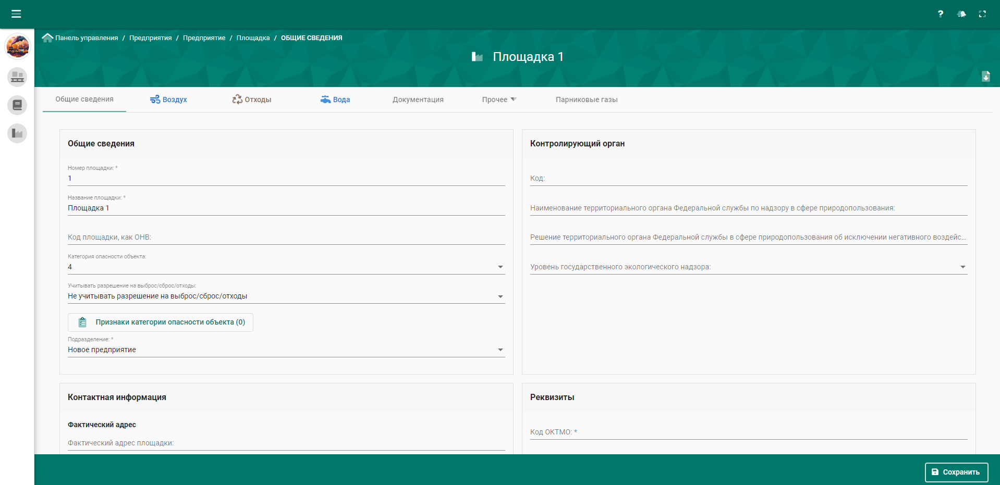 Панель управления / Предприятия / Предприятие / Площадка / ОБЩИЕ СВЕДЕНИЯ
Площадка 1
Общие сведения
Воздух
Отходы
Вода
Документация
Прочее
Парниковые газы
Общие сведения
Номер площадки: *
1
Название площадки: *
Площадка 1
Код площадки, как ОНВ:
Категория опасности объекта:
4
Учитывать разрешение на выброс/сброс/отходы:
Не учитывать разрешение на выброс/сброс/отходы
Признаки категории опасности объекта (0)
Подразделение: *
Новое предприятие
Контролирующий орган
Код:
Наименование территориального органа Федеральной службы по надзору в сфере природопользования:
Решение территориального органа Федеральной службы в сфере природопользования об исключении негативного воздейс...
Уровень государственного экологического надзора:
Контактная информация
Фактический адрес
Фактический адрес площадки:
Реквизиты
Код ОКТМО: *
Сохранить